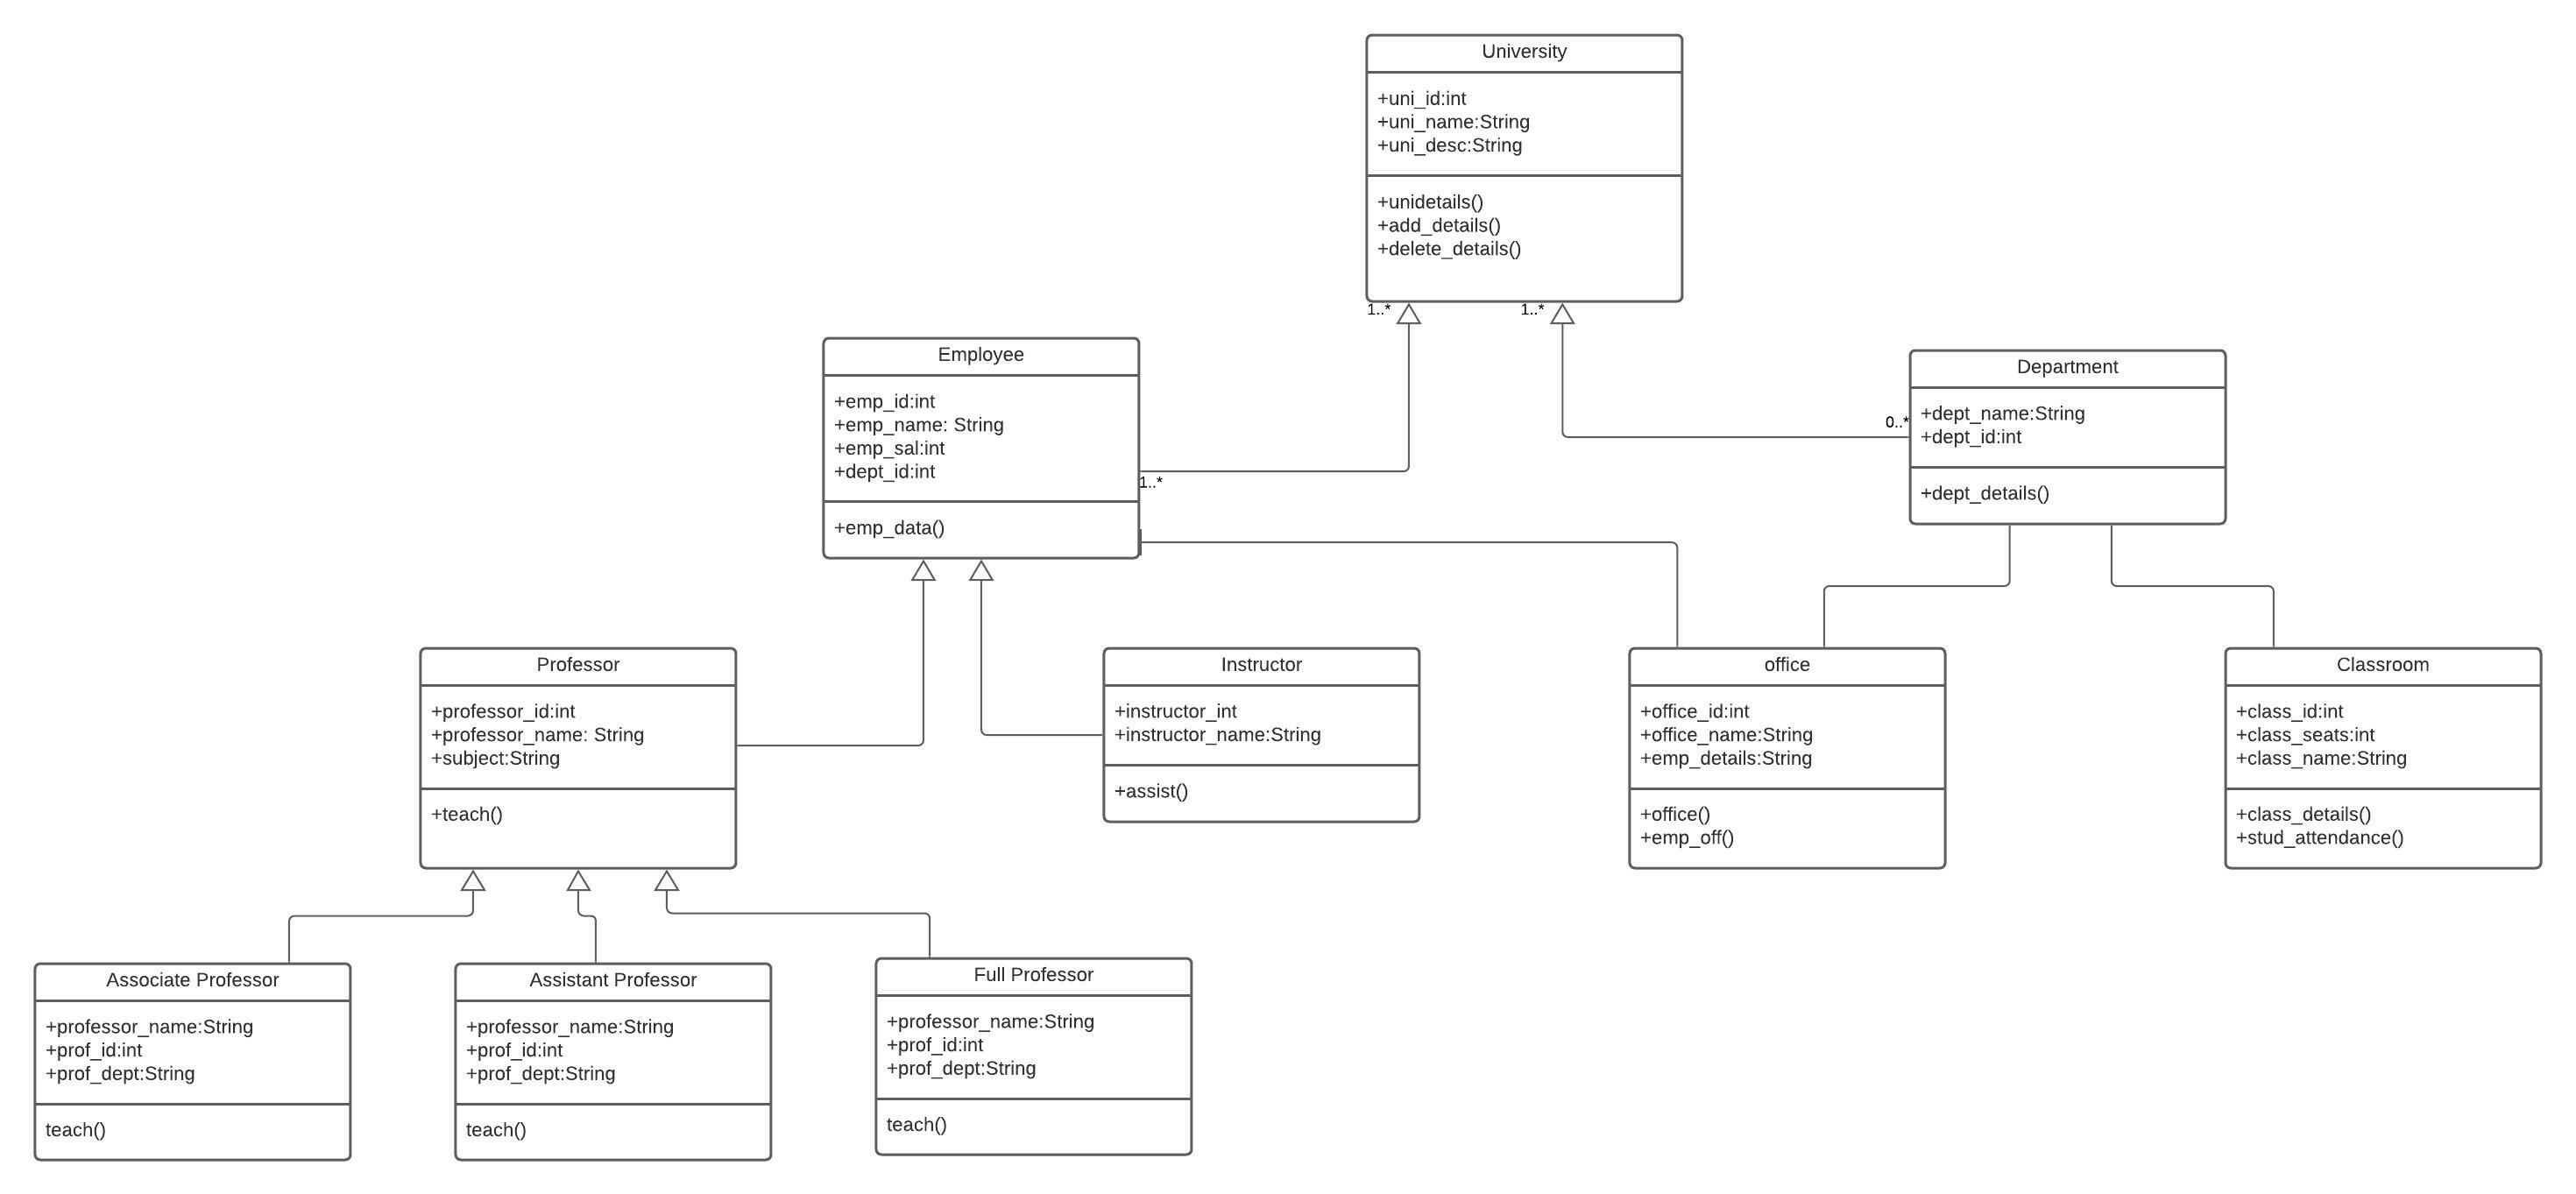 University
+uni_id:int
+uni_name:String
+uni_desc:String
+unidetails()
+add_details()
+delete_details()
1..*
1..*
Employee
+emp_id:int
+emp_name: String
+emp_sal:int
+dept_id:int
+emp_data()
1..*
Department
+dept_name:String
+dept_id:int
+dept_details()
0..*
Professor
+professor_id:int
+professor_name: String
+subject:String
+teach()
Instructor
+instructor_int
+instructor_name:String
+assist()
office
+office_id:int
+office_name:String
+emp_details:String
+office()
+emp_off()
Classroom
+class_id:int
+class_seats:int
+class_name:String
+class_details()
+stud_attendance()
Associate Professor
+professor_name:String
+prof_id:int
+prof_dept:String
teach()
Assistant Professor
+professor_name:String
+prof_id:int
+prof_dept:String
teach()
Full Professor
+professor_name:String
+prof_id:int
+prof_dept:String
teach()